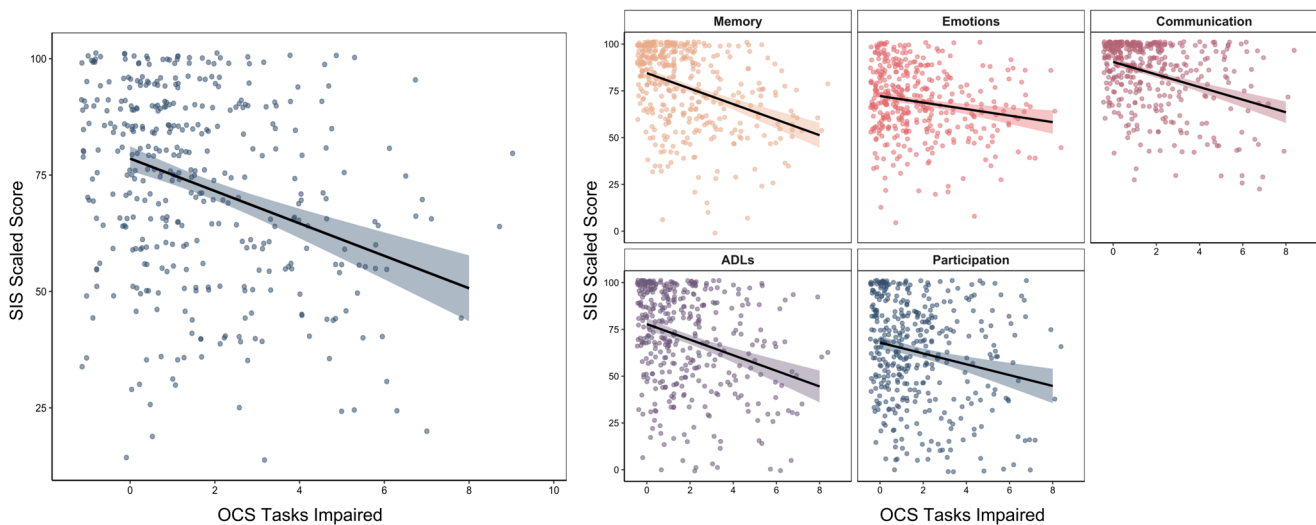 SIS Scaled Score
100
75
50
25
0 2 4 6 8 10
OCS Tasks Impaired
Memory Emotions Communication
SIS Scaled Score
100
75
50
25
0
0 2 4 6 8
ADLs Participation
100
75
50
25
0
0 2 4 6 8 0 2 4 6 8
OCS Tasks Impaired